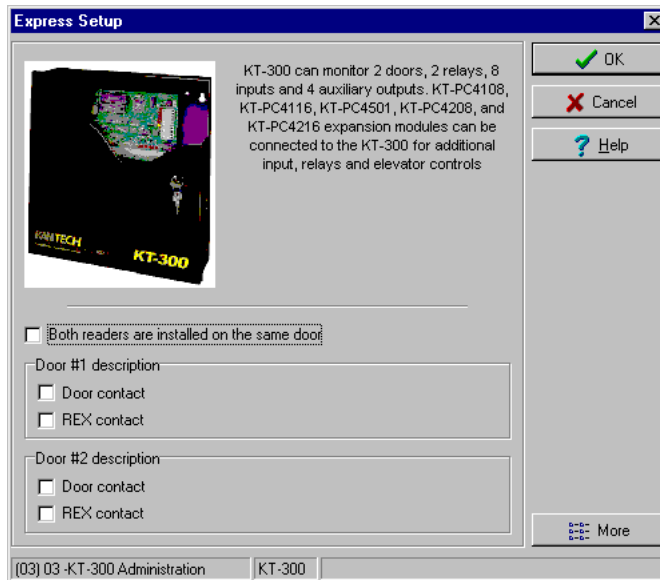 Express Setup
KT-300 can monitor 2 doors, 2 relays, 8
inputs and 4 auxiliary outputs. KT-PC4108,
KT-PC4116, KT-PC4501, KT-PC4208, and
KT-PC4216 expansion modules can be
connected to the KT-300 for additional
input, relays and elevator controls
KANTECH
KT-300
OK
Cancel
Help
Both readers are installed on the same door
Door #1 description
Door contact
REX contact
Door #2 description
Door contact
REX contact
More
(03) 03 -KT-300 Administration
KT-300